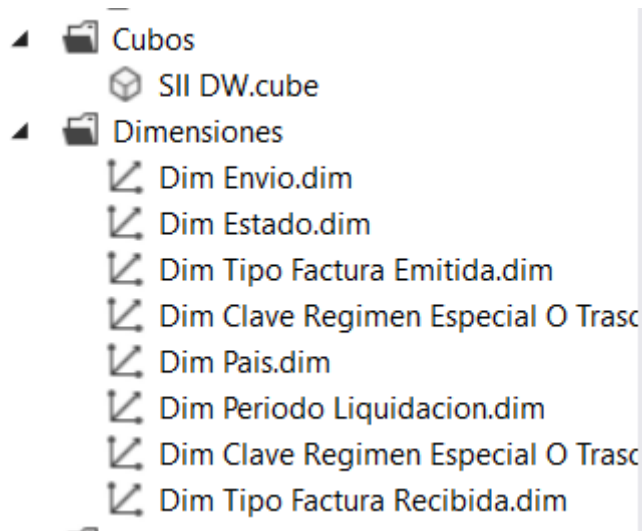 Cubos
SII DW.cube
Dimensiones
Dim Envio.dim
Dim Estado.dim
Dim Tipo Factura Emitida.dim
Dim Clave Regimen Especial O Trasc
Dim Pais.dim
Dim Periodo Liquidacion.dim
Dim Clave Regimen Especial O Trasc
Dim Tipo Factura Recibida.dim